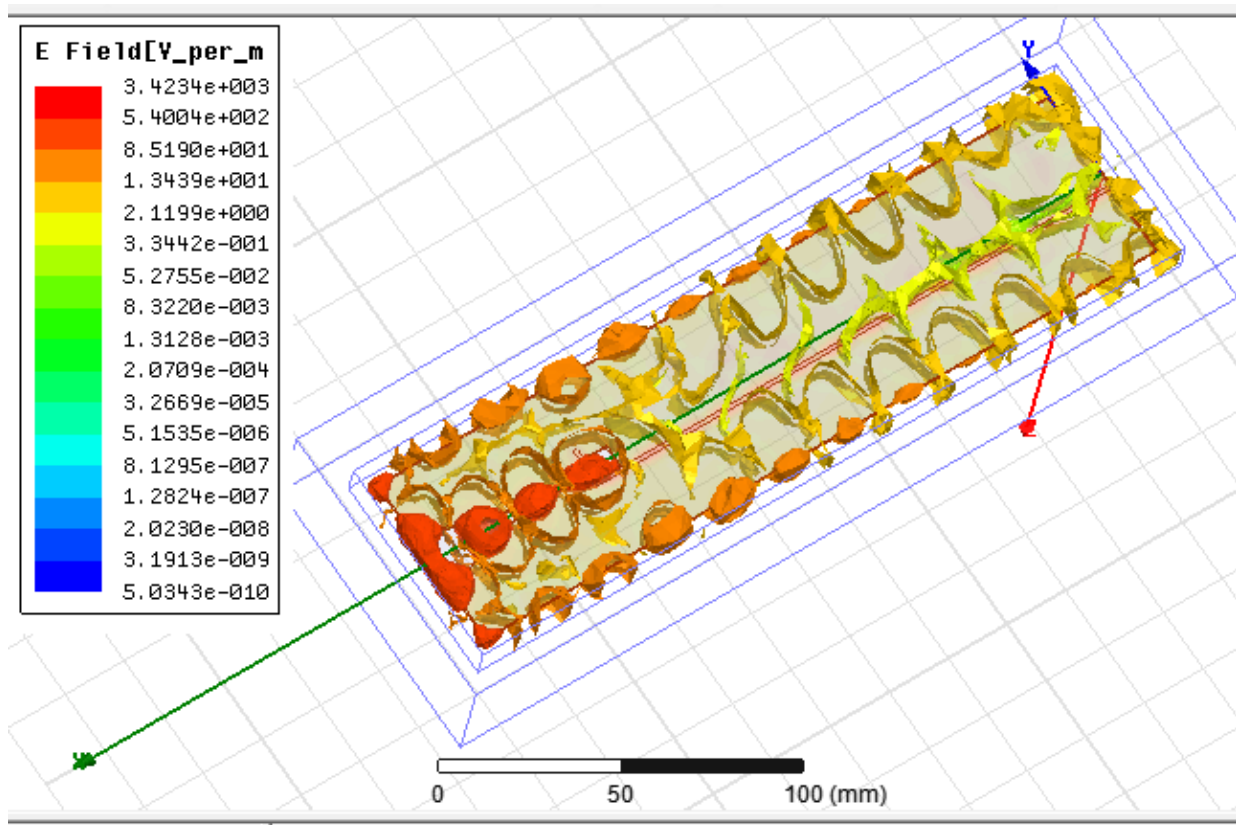 E Field[V_per_m
3.4234e+003
5.4004e+002
8.5190e+001
1.3439e+001
2.1199e+000
3.3442e-001
5.2755e-002
8.3220e-003
1.3128e-003
2.0709e-004
3.2669e-005
5.1535e-006
8.1295e-007
1.2824e-007
2.0230e-008
3.1913e-009
5.0343e-010
Y
0
50
100 (mm)